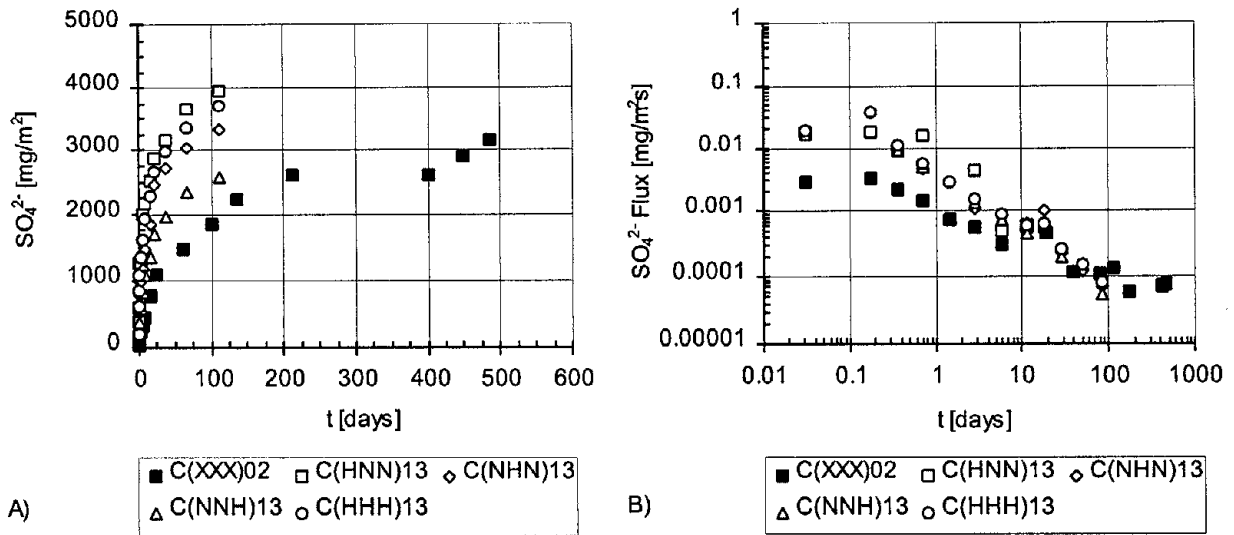 5000
4000
3000
2000
1000
0
SO₄²⁻ [mg/m²]
0 100 200 300 400 500 600
t [days]
■ C(XXX)02 □ C(HNN)13 ◇ C(NHN)13
△ C(NNH)13 ○ C(HHH)13
A)
1
0.1
0.01
0.001
0.0001
0.00001
SO₄²⁻ Flux [mg/m²s]
0.01 0.1 1 10 100 1000
t [days]
■ C(XXX)02 □ C(HNN)13 ◇ C(NHN)13
△ C(NNH)13 ○ C(HHH)13
B)